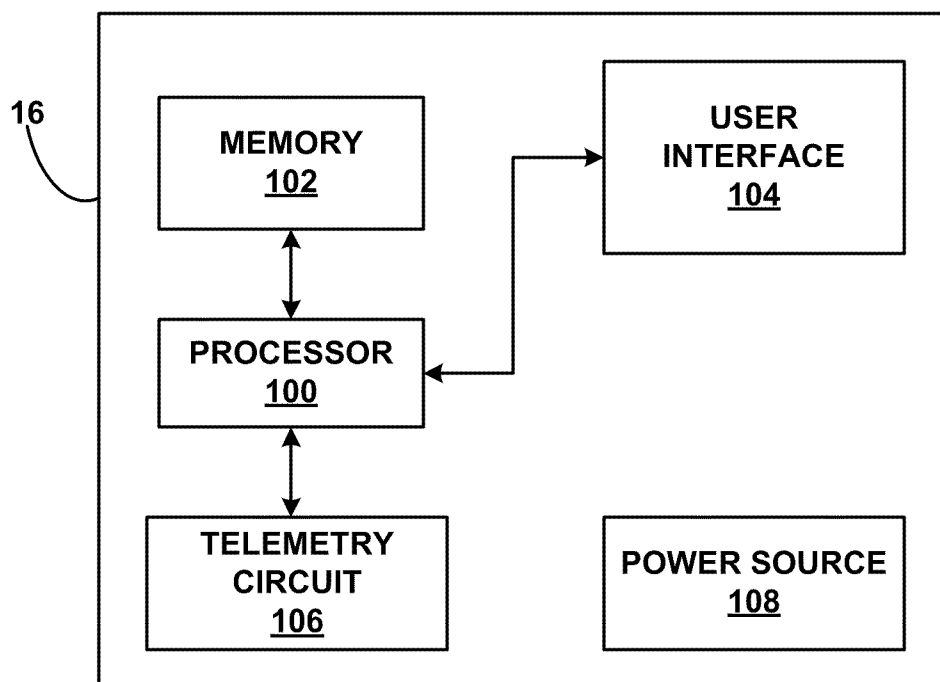 16
MEMORY
102
USER
INTERFACE
104
PROCESSOR
100
TELEMETRY
CIRCUIT
106
POWER SOURCE
108